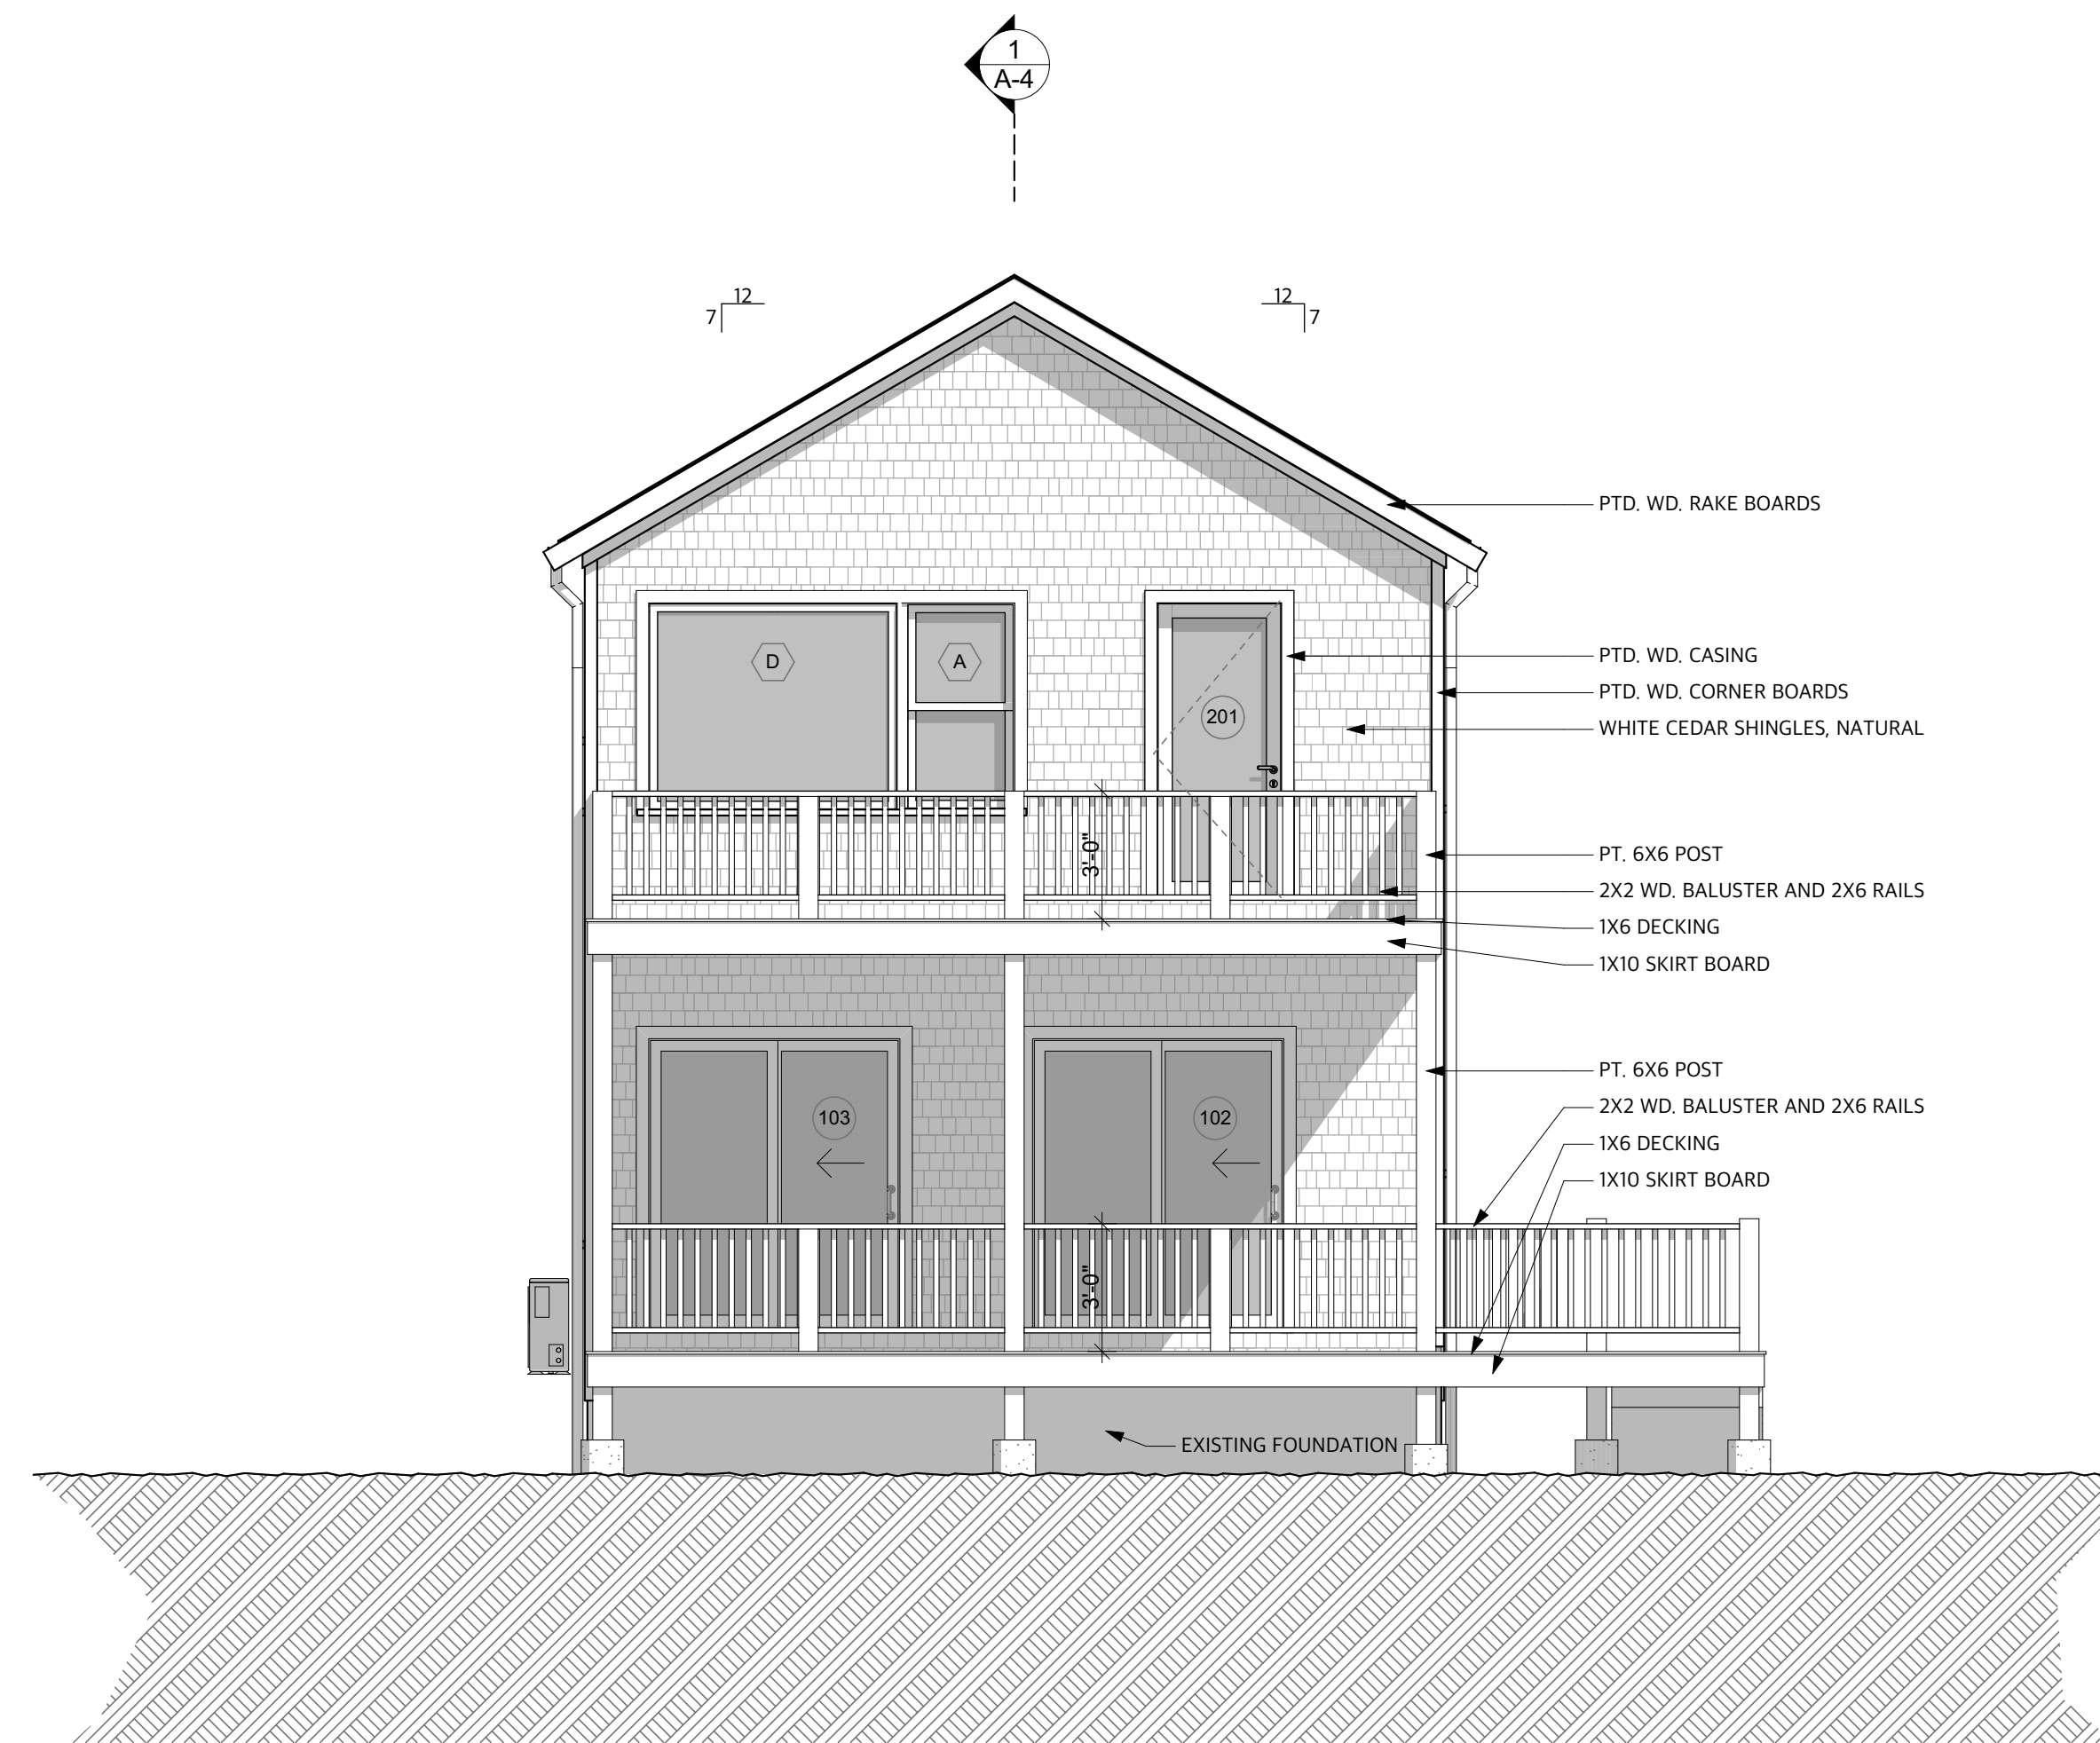 1
A-4
12
7
12
7
PTD. WD. RAKE BOARDS
PTD. WD. CASING
D
A
PTD. WD. CORNER BOARDS
201
WHITE CEDAR SHINGLES, NATURAL
3'-0"
PT. 6X6 POST
2X2 WD. BALUSTER AND 2X6 RAILS
1X6 DECKING
1X10 SKIRT BOARD
PT. 6X6 POST
103
102
2X2 WD. BALUSTER AND 2X6 RAILS
1X6 DECKING
1X10 SKIRT BOARD
3'-0"
EXISTING FOUNDATION